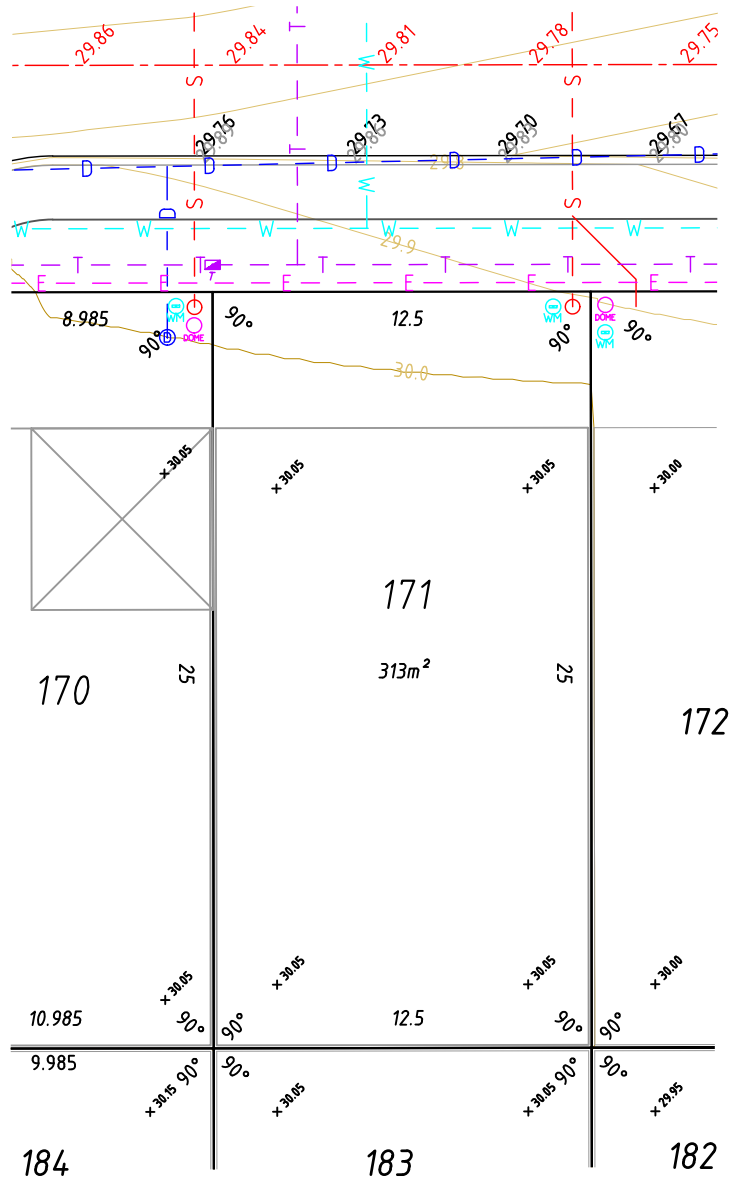 29.86
29.84
29.81
29.78
29.75
T
S
W
S
29.76
29.73
29.70
29.67
T
29.8
D
D
D
D
D
D
W
D
S
S
W
W
W
W
W
W
29.9
T
T
T
T
T
T
T
E
E
E
E
E
E
8.985
WM
90°
12.5
WM
DOME
90°
D
90°
DOME
90°
WM
30.0
30.05
30.05
30.05
30.00
171
25
313m²
25
170
172
30.05
30.05
30.05
30.00
10.985
90°
90°
12.5
90°
90°
9.985
90°
90°
90°
90°
30.15
30.05
30.05
29.95
184
183
182